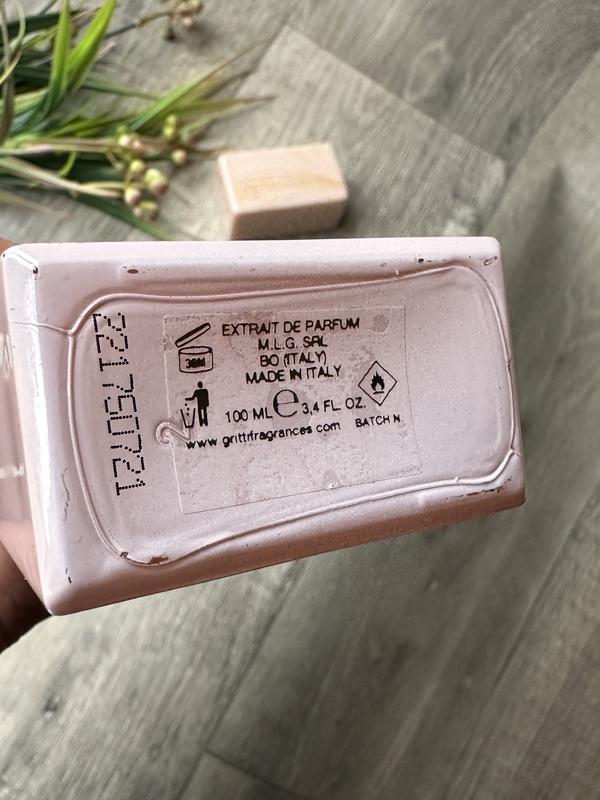 22175O721
36M
EXTRAIT DE PARFUM
M.L.G. SRL
BO (ITALY)
MADE IN ITALY
100 ML e 3,4 FL. OZ.
www.grittifragrances.com BATCH N.